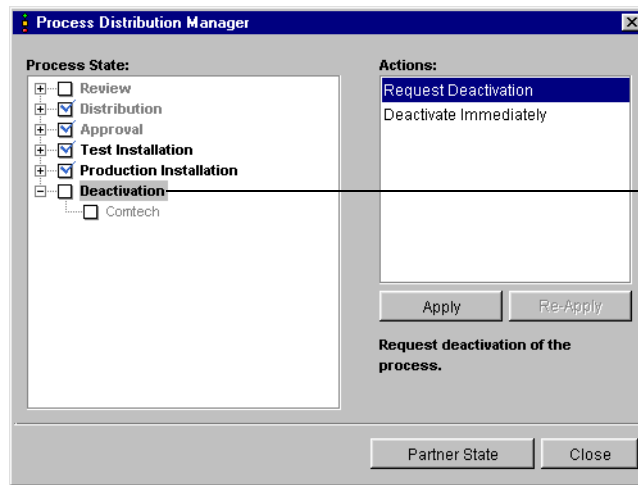 Process Distribution Manager
Process State:
Review
Distribution
Approval
Test Installation
Production Installation
Deactivation
Comtech
Actions:
Request Deactivation
Deactivate Immediately
Apply
Re-Apply
Request deactivation of the
process.
Partner State
Close